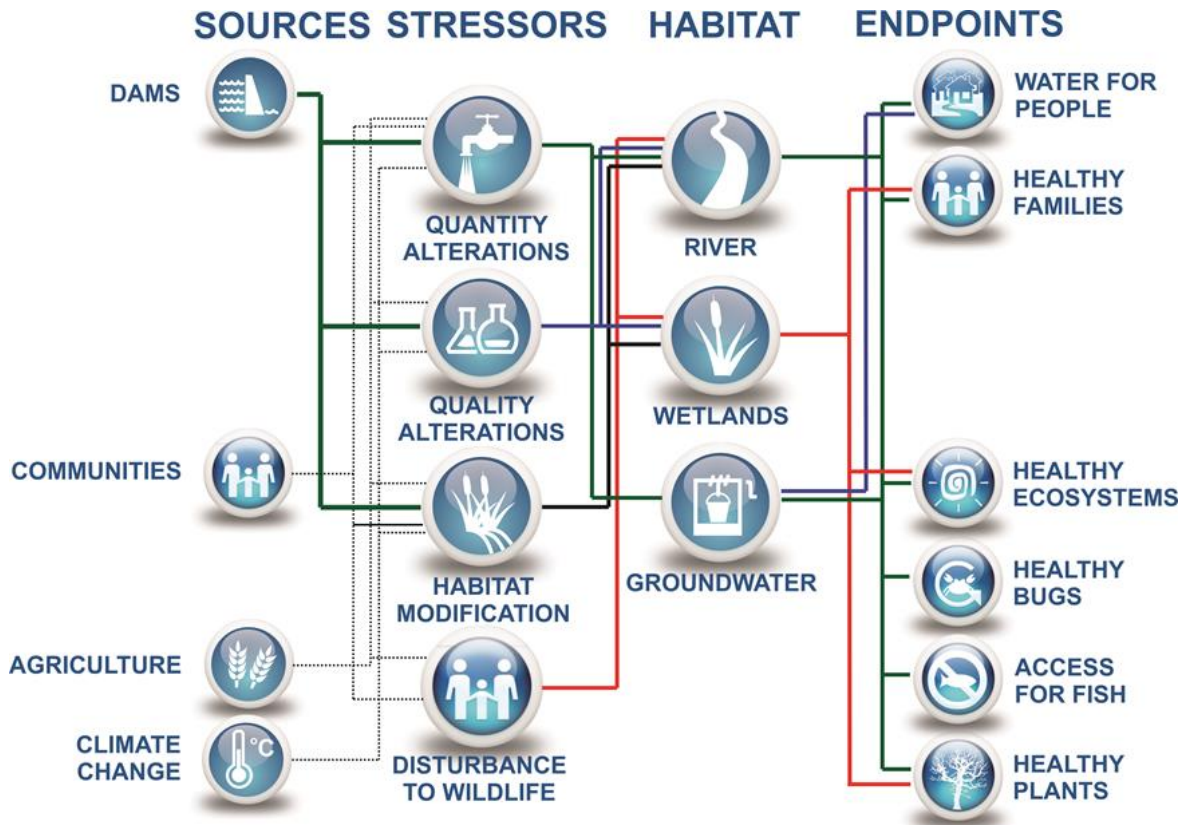 SOURCES STRESSORS HABITAT ENDPOINTS
DAMS
COMMUNITIES
AGRICULTURE
CLIMATE
CHANGE
QUANTITY
ALTERATIONS
QUALITY
ALTERATIONS
HABITAT
MODIFICATION
DISTURBANCE
TO WILDLIFE
RIVER
WETLANDS
GROUNDWATER
WATER FOR
PEOPLE
HEALTHY
FAMILIES
HEALTHY
ECOSYSTEMS
HEALTHY
BUGS
ACCESS
FOR FISH
HEALTHY
PLANTS
°C